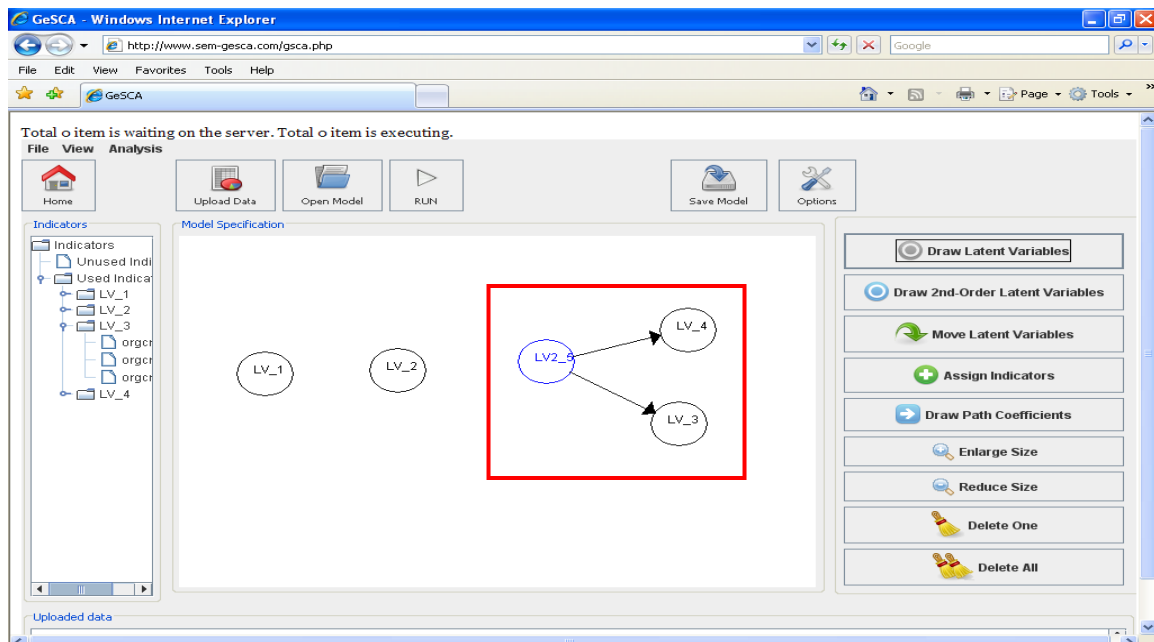 GeSCA - Windows Internet Explorer
http://www.sem-gesca.com/gsca.php
Google
File Edit View Favorites Tools Help
GeSCA
Page Tools
Total 0 item is waiting on the server. Total 0 item is executing.
File View Analysis
Home
Upload Data
Open Model
RUN
Save Model
Options
Indicators
Indicators
Unused Indi
Used Indicat
LV_1
LV_2
LV_3
orgcr
orgcr
orgcr
LV_4
Model Specification
LV_1
LV_2
LV2_5
LV_4
LV_3
Draw Latent Variables
Draw 2nd-Order Latent Variables
Move Latent Variables
Assign Indicators
Draw Path Coefficients
Enlarge Size
Reduce Size
Delete One
Delete All
Uploaded data